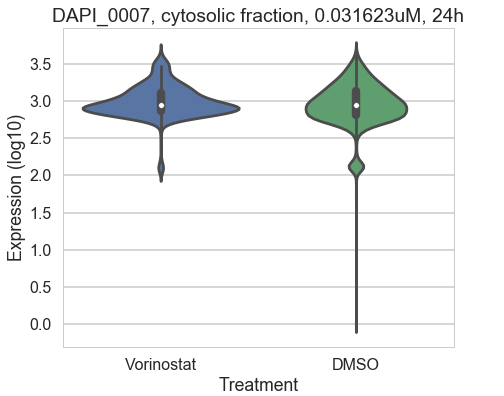 DAPI_0007, cytosolic fraction, 0.031623uM, 24h
Expression (log10)
3.5
3.0
2.5
2.0
1.5
1.0
0.5
0.0
Vorinostat
DMSO
Treatment